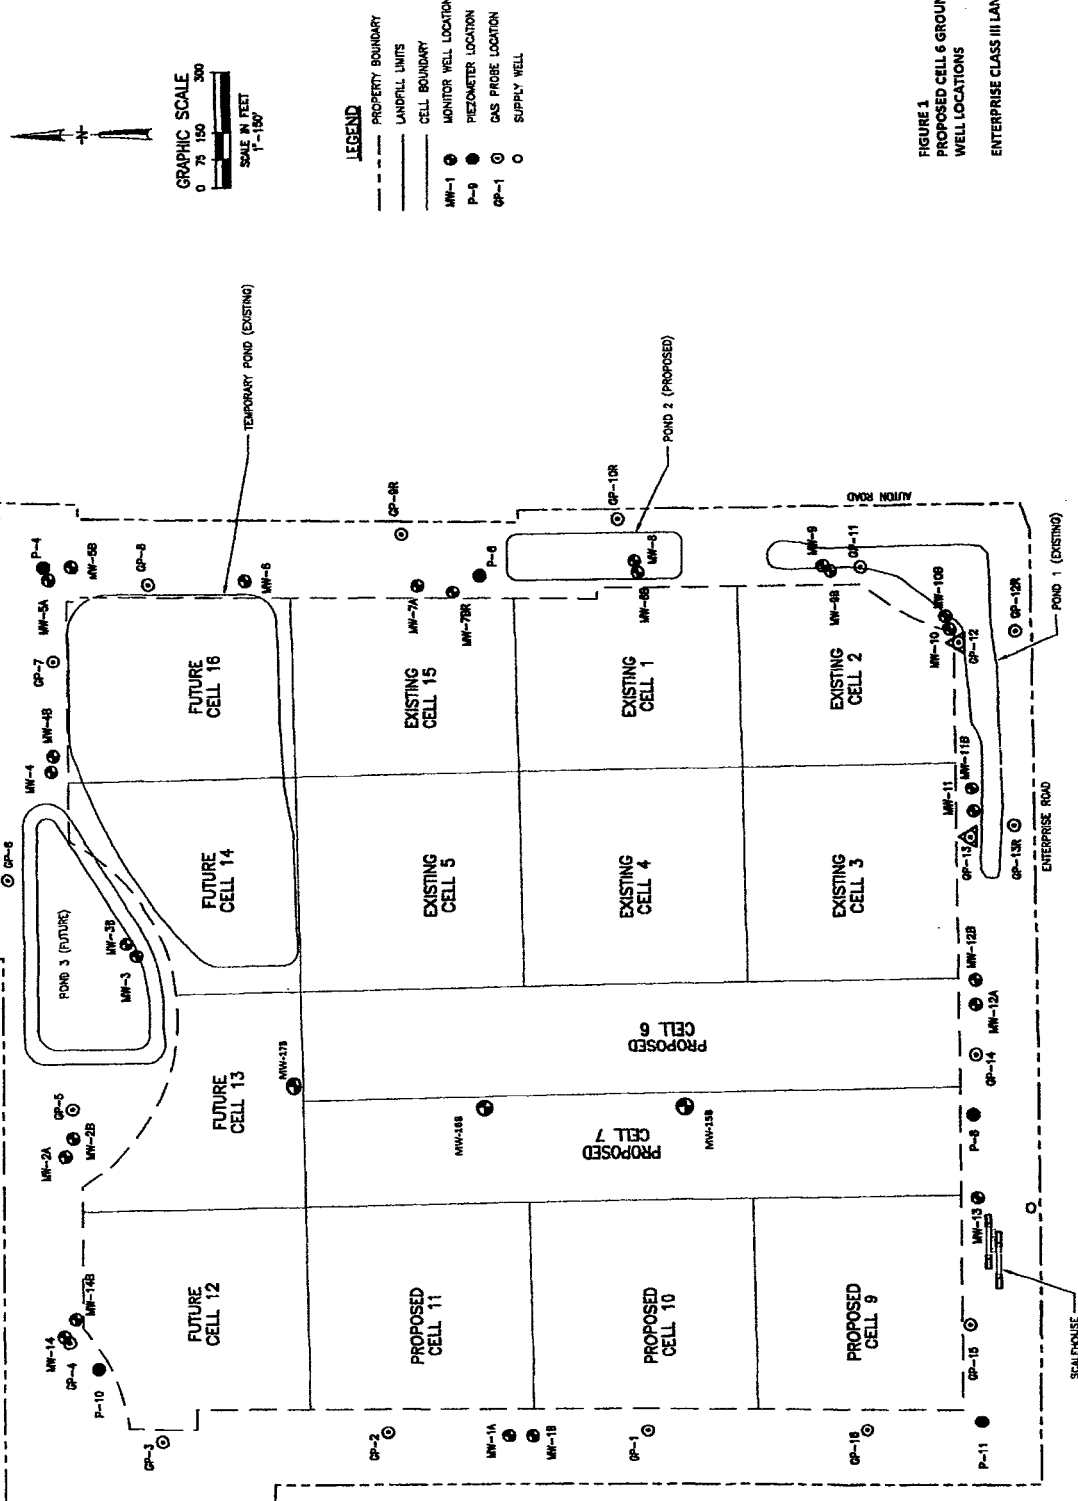 GRAPHIC SCALE
0 75 150 300
SCALE IN FEET
1"-150'
LEGEND
PROPERTY BOUNDARY
LANDFILL LIMITS
CELL BOUNDARY
MW-1 MONITOR WELL LOCATION
P-9 PIEZOMETER LOCATION
GP-1 GAS PROBE LOCATION
SUPPLY WELL
FIGURE 1
PROPOSED CELL 6 GROUN
WELL LOCATIONS
ENTERPRISE CLASS III LAN
TEMPORARY POND (EXISTING)
POND 2 (PROPOSED)
POND 1 (EXISTING)
POND 3 (FUTURE)
AUTON ROAD
ENTERPRISE ROAD
SCALEHOUSE
FUTURE
CELL 16
EXISTING
CELL 15
EXISTING
CELL 1
EXISTING
CELL 2
FUTURE
CELL 14
EXISTING
CELL 5
EXISTING
CELL 4
EXISTING
CELL 3
FUTURE
CELL 13
PROPOSED
CELL 6
PROPOSED
CELL 7
FUTURE
CELL 12
PROPOSED
CELL 11
PROPOSED
CELL 10
PROPOSED
CELL 9
P-4
MW-5A
MW-5B
GP-8
GP-7
MW-6
MW-4B
MW-4
GP-6
MW-3B
MW-3
GP-5
MW-2A
MW-2B
MW-14B
MW-14
GP-4
P-10
GP-3
GP-2
MW-1A
MW-1B
GP-1
GP-16
P-11
GP-15
MW-13
P-8
GP-14
MW-12A
MW-12B
GP-13
GP-13R
MW-11
MW-11B
MW-10
MW-10B
GP-12
GP-12R
GP-11
MW-9
MW-9B
MW-8
MW-8B
GP-10R
P-6
MW-7A
MW-7BR
GP-9R
MW-17B
MW-16B
MW-15B